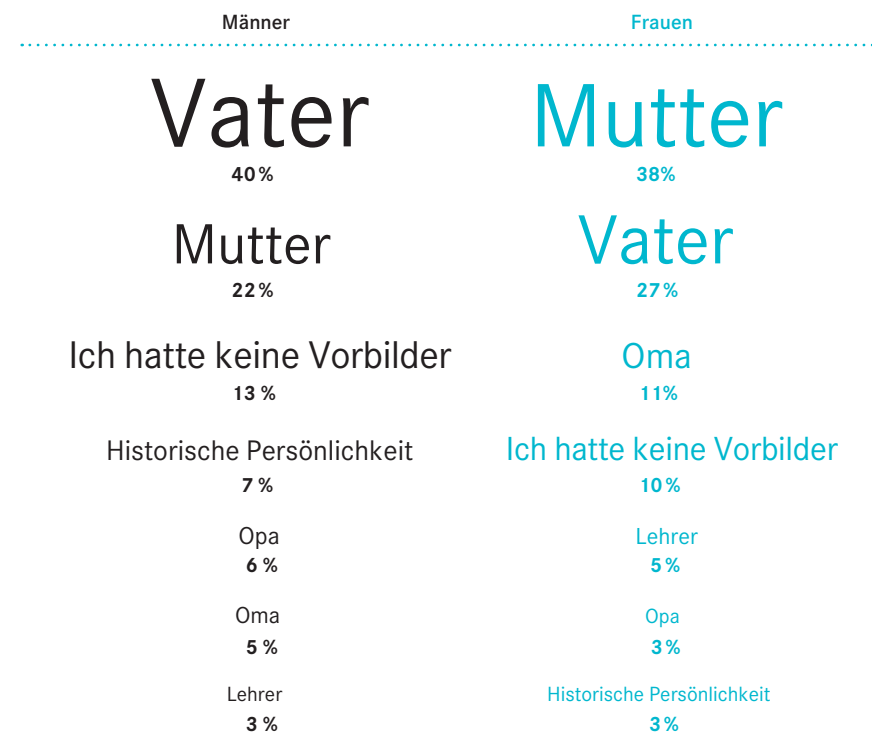 Männer Frauen
Vater Mutter
40 % 38%
Mutter Vater
22 % 27 %
Ich hatte keine Vorbilder Oma
13 % 11%
Historische Persönlichkeit Ich hatte keine Vorbilder
7 % 10 %
Opa Lehrer
6 % 5 %
Oma Opa
5 % 3 %
Lehrer Historische Persönlichkeit
3 % 3 %